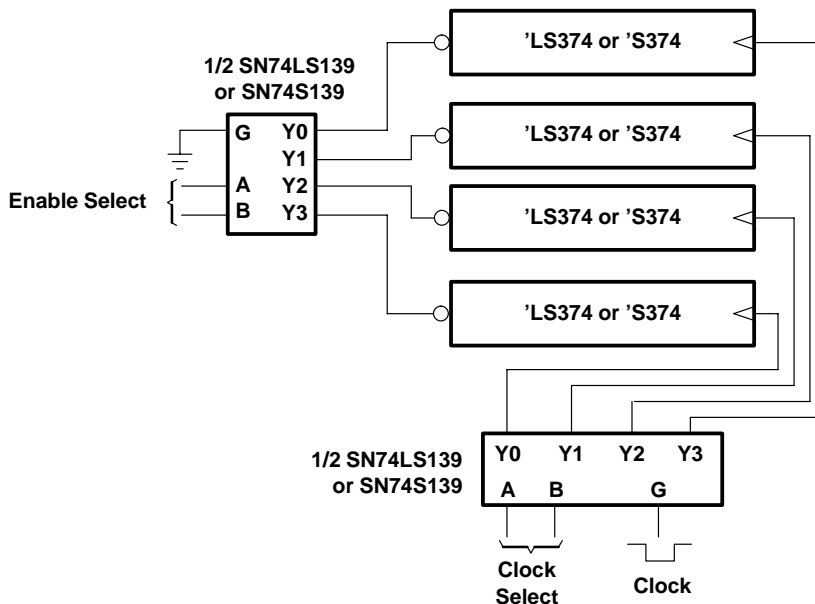 'LS374 or 'S374
1/2 SN74LS139
or SN74S139
G Y0
Y1
A Y2
B Y3
Enable Select
'LS374 or 'S374
'LS374 or 'S374
'LS374 or 'S374
1/2 SN74LS139
or SN74S139
Y0 Y1 Y2 Y3
A B G
Clock
Select
Clock